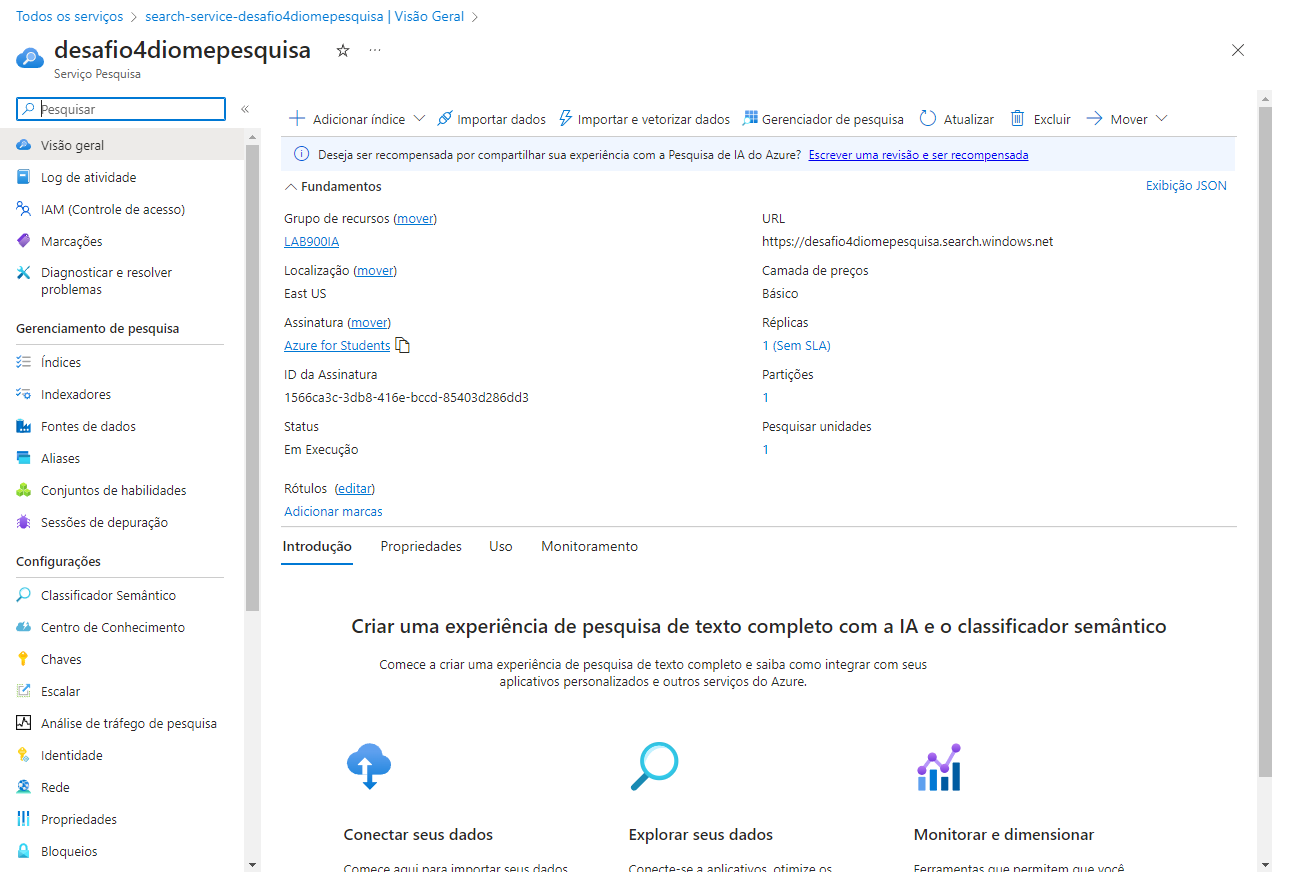 Todos os serviços > search-service-desafio4diomepesquisa | Visão Geral >
desafio4diomepesquisa
Serviço Pesquisa
Pesquisar
Visão geral
Log de atividade
IAM (Controle de acesso)
Marcações
Diagnosticar e resolver
problemas
Gerenciamento de pesquisa
Índices
Indexadores
Fontes de dados
Aliases
Conjuntos de habilidades
Sessões de depuração
Configurações
Classificador Semântico
Centro de Conhecimento
Chaves
Escalar
Análise de tráfego de pesquisa
Identidade
Rede
Propriedades
Bloqueios
Adicionar índice Importar dados Importar e vetorizar dados Gerenciador de pesquisa Atualizar Excluir Mover
Deseja ser recompensada por compartilhar sua experiência com a Pesquisa de IA do Azure? Escrever uma revisão e ser recompensada
Fundamentos Exibição JSON
Grupo de recursos (mover)
LAB900IA
Localização (mover)
East US
Assinatura (mover)
Azure for Students
ID da Assinatura
1566ca3c-3db8-416e-bccd-85403d286dd3
Status
Em Execução
URL
https://desafio4diomepesquisa.search.windows.net
Camada de preços
Básico
Réplicas
1 (Sem SLA)
Partições
1
Pesquisar unidades
1
Rótulos (editar)
Adicionar marcas
Introdução Propriedades Uso Monitoramento
Criar uma experiência de pesquisa de texto completo com a IA e o classificador semântico
Comece a criar uma experiência de pesquisa de texto completo e saiba como integrar com seus
aplicativos personalizados e outros serviços do Azure.
Conectar seus dados
Comece aqui para importar seus dados
Explorar seus dados
Conecte-se a aplicativos, otimize os
Monitorar e dimensionar
Ferramentas que permitem que você